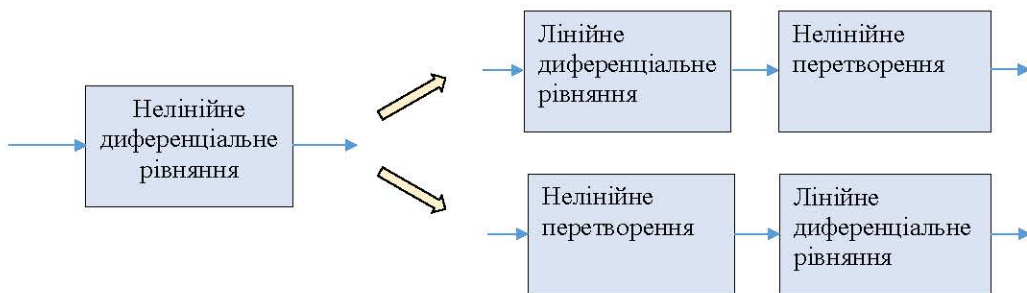 Нелінійне
диференціальне
рівняння
Лінійне
диференціальне
рівняння
Нелінійне
перетворення
Нелінійне
перетворення
Лінійне
диференціальне
рівняння